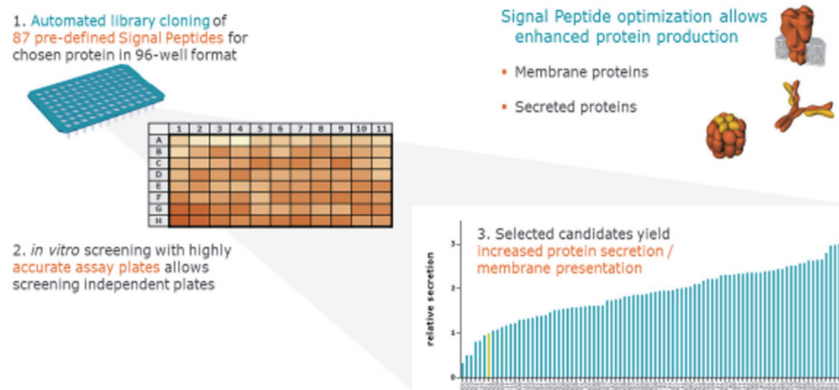 1. Automated library cloning of
87 pre-defined Signal Peptides for
chosen protein in 96-well format
Signal Peptide optimization allows
enhanced protein production
▪ Membrane proteins
▪ Secreted proteins
1 2 3 4 5 6 7 8 9 10 11
A
B
C
D
E
F
G
H
2. in vitro screening with highly
accurate assay plates allows
screening independent plates
3. Selected candidates yield
increased protein secretion /
membrane presentation
relative secretion
3
2
1
0